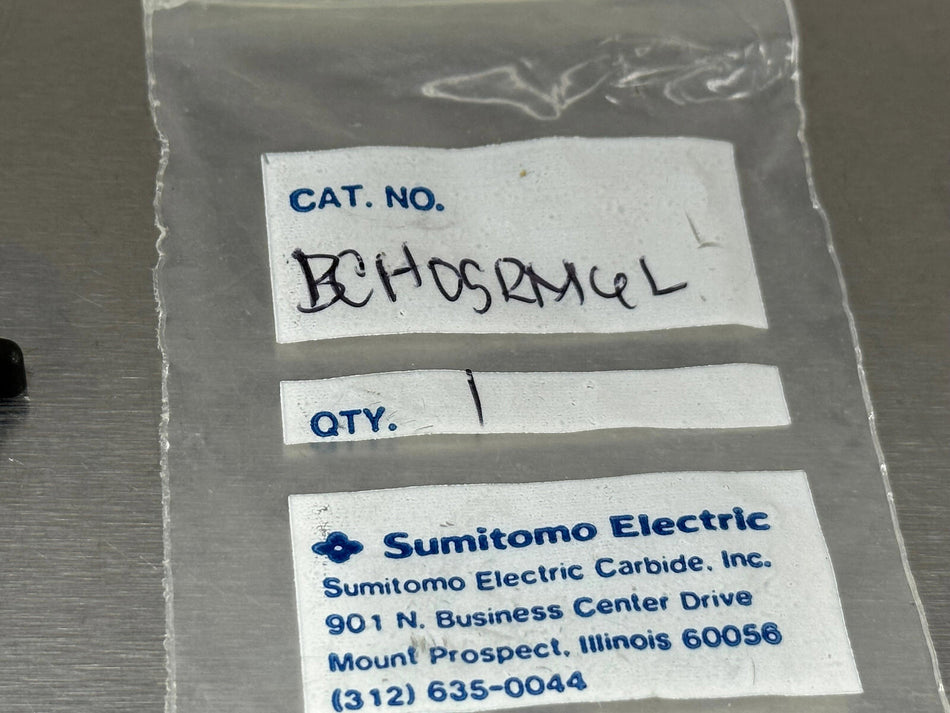 CAT. NO.
BCH05RM6L
QTY. 1
Sumitomo Electric
Sumitomo Electric Carbide, Inc.
901 N. Business Center Drive
Mount Prospect, Illinois 60056
(312) 635-0044